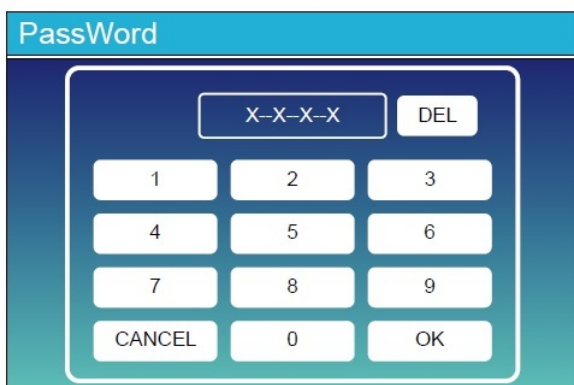 PassWord
X--X--X--X DEL
1 2 3
4 5 6
7 8 9
CANCEL 0 OK